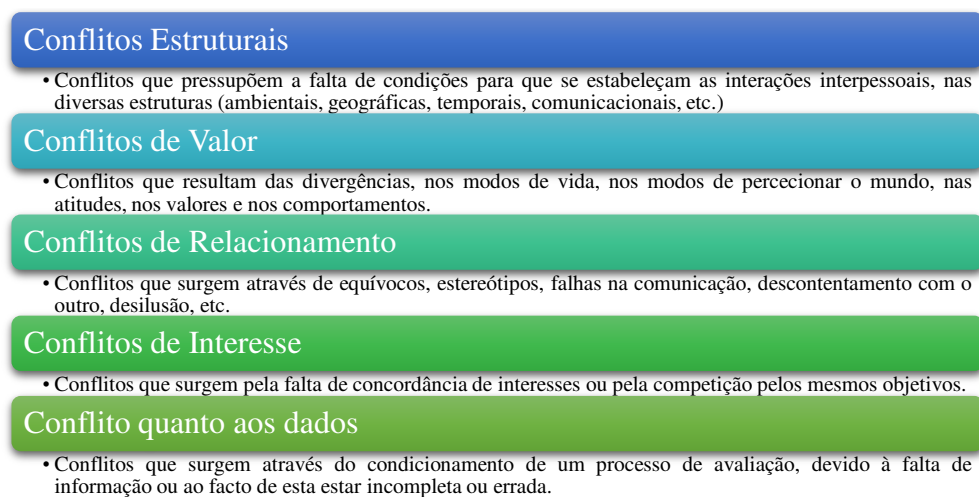 Conflitos Estruturais
• Conflitos que pressupõem a falta de condições para que se estabeleçam as interações interpessoais, nas
diversas estruturas (ambientais, geográficas, temporais, comunicacionais, etc.)
Conflitos de Valor
• Conflitos que resultam das divergências, nos modos de vida, nos modos de percecionar o mundo, nas
atitudes, nos valores e nos comportamentos.
Conflitos de Relacionamento
• Conflitos que surgem através de equívocos, estereótipos, falhas na comunicação, descontentamento com o
outro, desilusão, etc.
Conflitos de Interesse
• Conflitos que surgem pela falta de concordância de interesses ou pela competição pelos mesmos objetivos.
Conflito quanto aos dados
• Conflitos que surgem através do condicionamento de um processo de avaliação, devido à falta de
informação ou ao facto de esta estar incompleta ou errada.